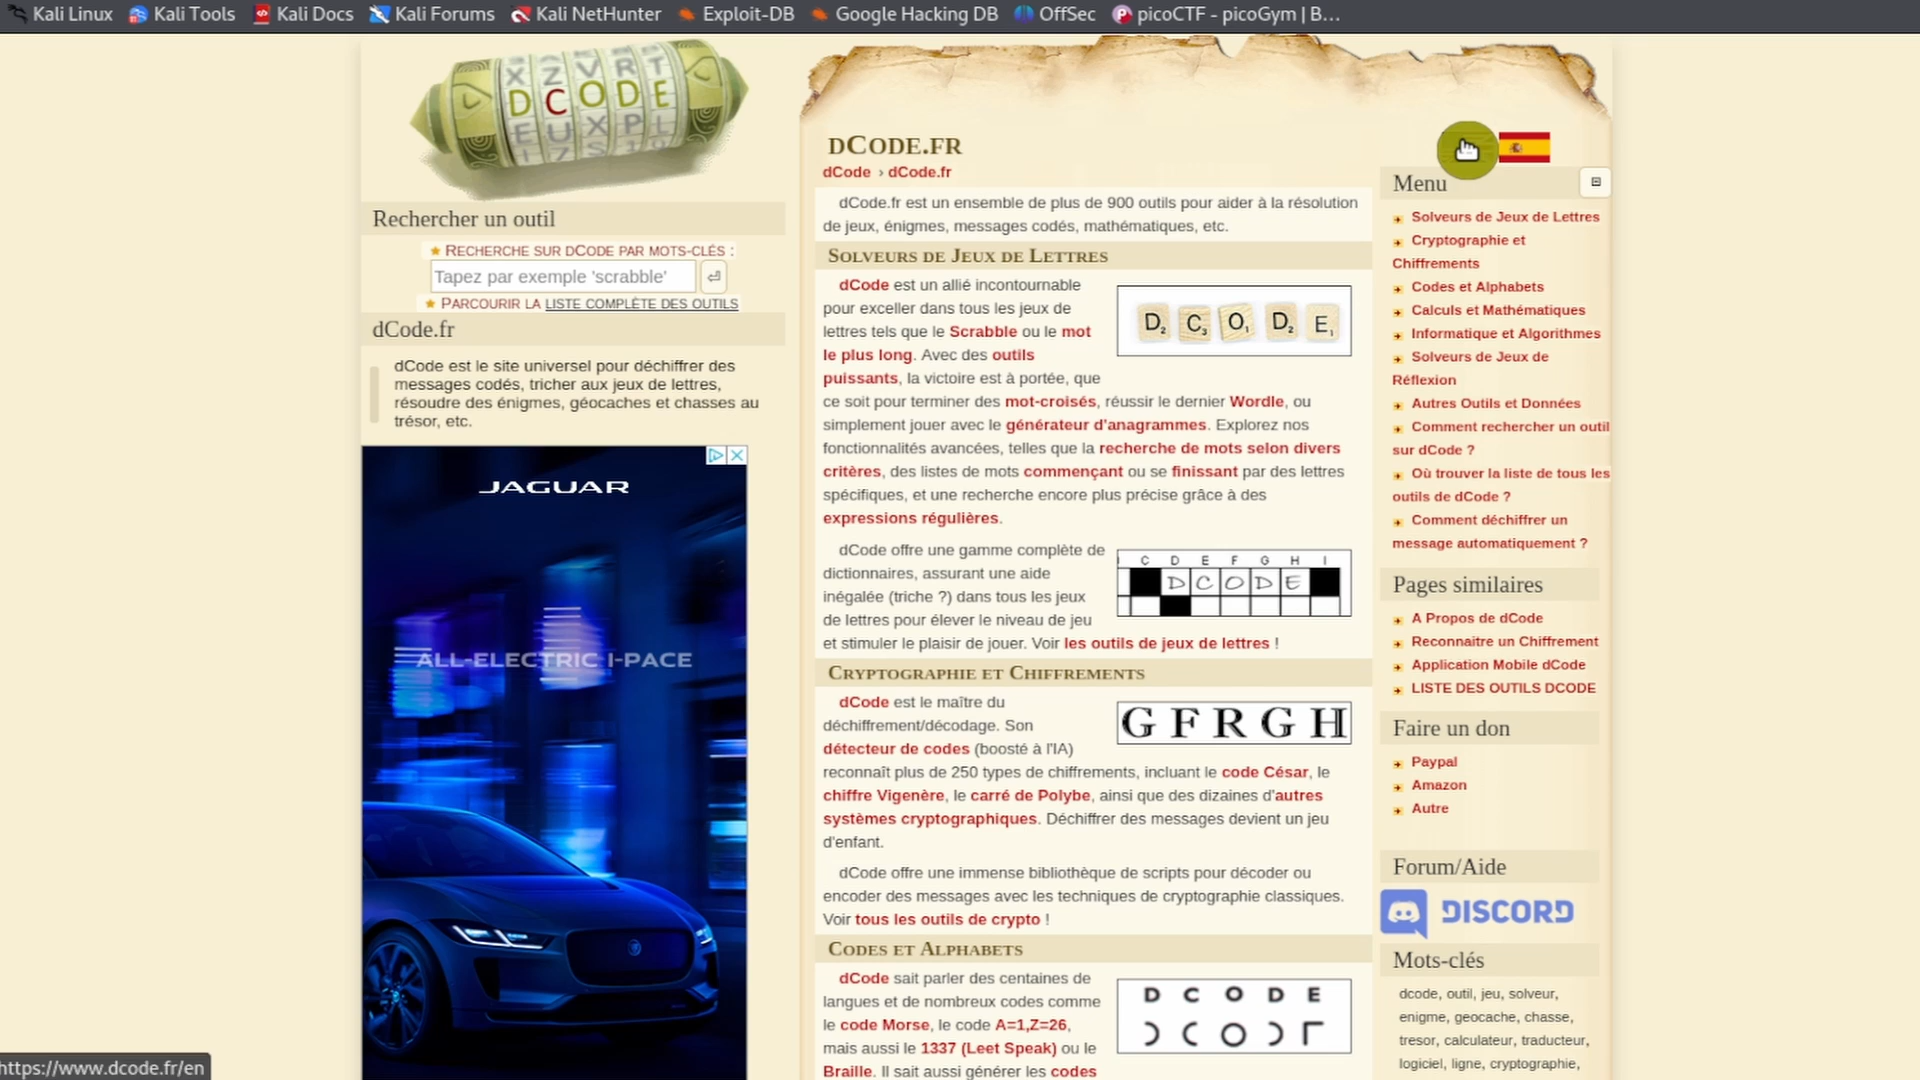 Kali Linux Kali Tools Kali Docs Kali Forums Kali NetHunter Exploit-DB Google Hacking DB OffSec picoCTF - picoGym | B...
X Z V R T
D C O D E
E U X P L
Rechercher un outil
RECHERCHE SUR DCODE PAR MOTS-CLÉS :
Tapez par exemple 'scrabble'
PARCOURIR LA LISTE COMPLÈTE DES OUTILS
dCode.fr
dCode est le site universel pour déchiffrer des
messages codés, tricher aux jeux de lettres,
résoudre des énigmes, géocaches et chasses au
trésor, etc.
JAGUAR
ALL-ELECTRIC I-PACE
https://www.dcode.fr/en
DCODE.FR
dCode › dCode.fr
dCode.fr est un ensemble de plus de 900 outils pour aider à la résolution
de jeux, énigmes, messages codés, mathématiques, etc.
SOLVEURS DE JEUX DE LETTRES
dCode est un allié incontournable
pour exceller dans tous les jeux de
lettres tels que le Scrabble ou le mot
le plus long. Avec des outils
puissants, la victoire est à portée, que
ce soit pour terminer des mot-croisés, réussir le dernier Wordle, ou
simplement jouer avec le générateur d'anagrammes. Explorez nos
fonctionnalités avancées, telles que la recherche de mots selon divers
critères, des listes de mots commençant ou se finissant par des lettres
spécifiques, et une recherche encore plus précise grâce à des
expressions régulières.
D2 C3 O1 D2 E1
dCode offre une gamme complète de
dictionnaires, assurant une aide
inégalée (triche ?) dans tous les jeux
de lettres pour élever le niveau de jeu
et stimuler le plaisir de jouer. Voir les outils de jeux de lettres !
C D E F G H I
D C O D E
CRYPTOGRAPHIE ET CHIFFREMENTS
dCode est le maître du
déchiffrement/décodage. Son
détecteur de codes (boosté à l'IA)
reconnaît plus de 250 types de chiffrements, incluant le code César, le
chiffre Vigenère, le carré de Polybe, ainsi que des dizaines d'autres
systèmes cryptographiques. Déchiffrer des messages devient un jeu
d'enfant.
G F R G H
dCode offre une immense bibliothèque de scripts pour décoder ou
encoder des messages avec les techniques de cryptographie classiques.
Voir tous les outils de crypto !
CODES ET ALPHABETS
dCode sait parler des centaines de
langues et de nombreux codes comme
le code Morse, le code A=1,Z=26,
mais aussi le 1337 (Leet Speak) ou le
Braille. Il sait aussi générer les codes
D C O D E
Menu
Solveurs de Jeux de Lettres
Cryptographie et
Chiffrements
Codes et Alphabets
Calculs et Mathématiques
Informatique et Algorithmes
Solveurs de Jeux de
Réflexion
Autres Outils et Données
Comment rechercher un outil
sur dCode ?
Où trouver la liste de tous les
outils de dCode ?
Comment déchiffrer un
message automatiquement ?
Pages similaires
A Propos de dCode
Reconnaitre un Chiffrement
Application Mobile dCode
LISTE DES OUTILS DCODE
Faire un don
Paypal
Amazon
Autre
Forum/Aide
DISCORD
Mots-clés
dcode, outil, jeu, solveur,
enigme, geocache, chasse,
tresor, calculateur, traducteur,
logiciel, ligne, cryptographie,